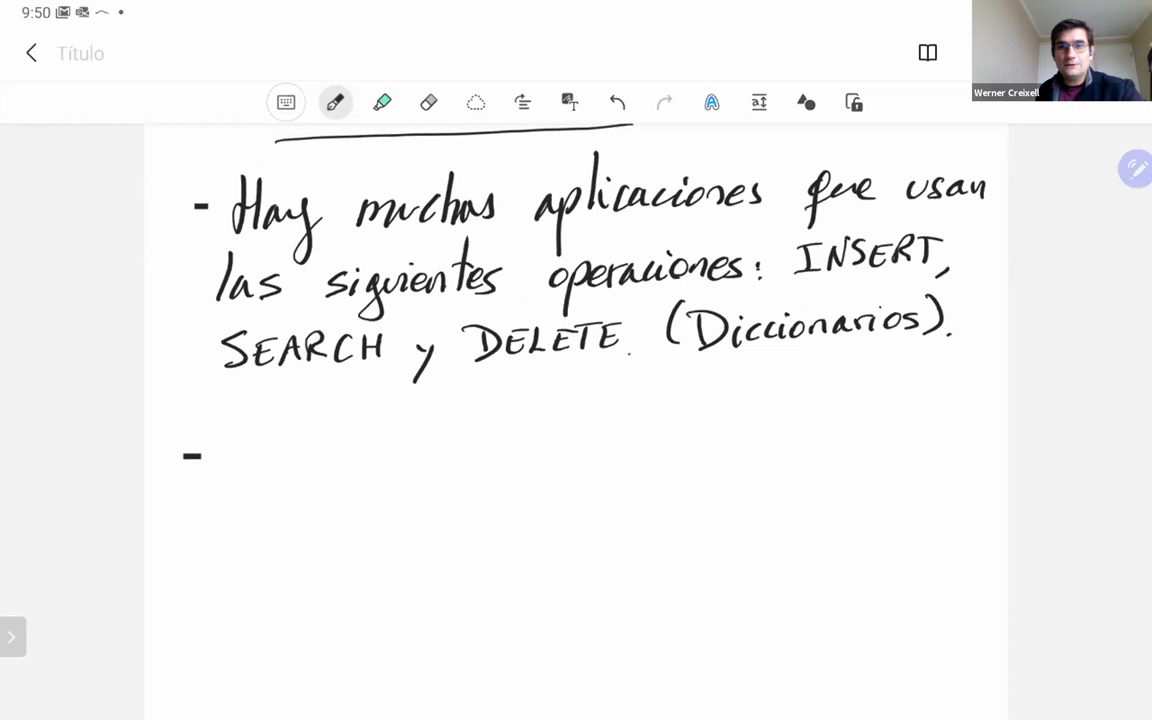 9:50
Título
Werner Creixell
- Hay muchas aplicaciones que usan
las siguientes operaciones: INSERT,
SEARCH y DELETE. (Diccionarios).
-